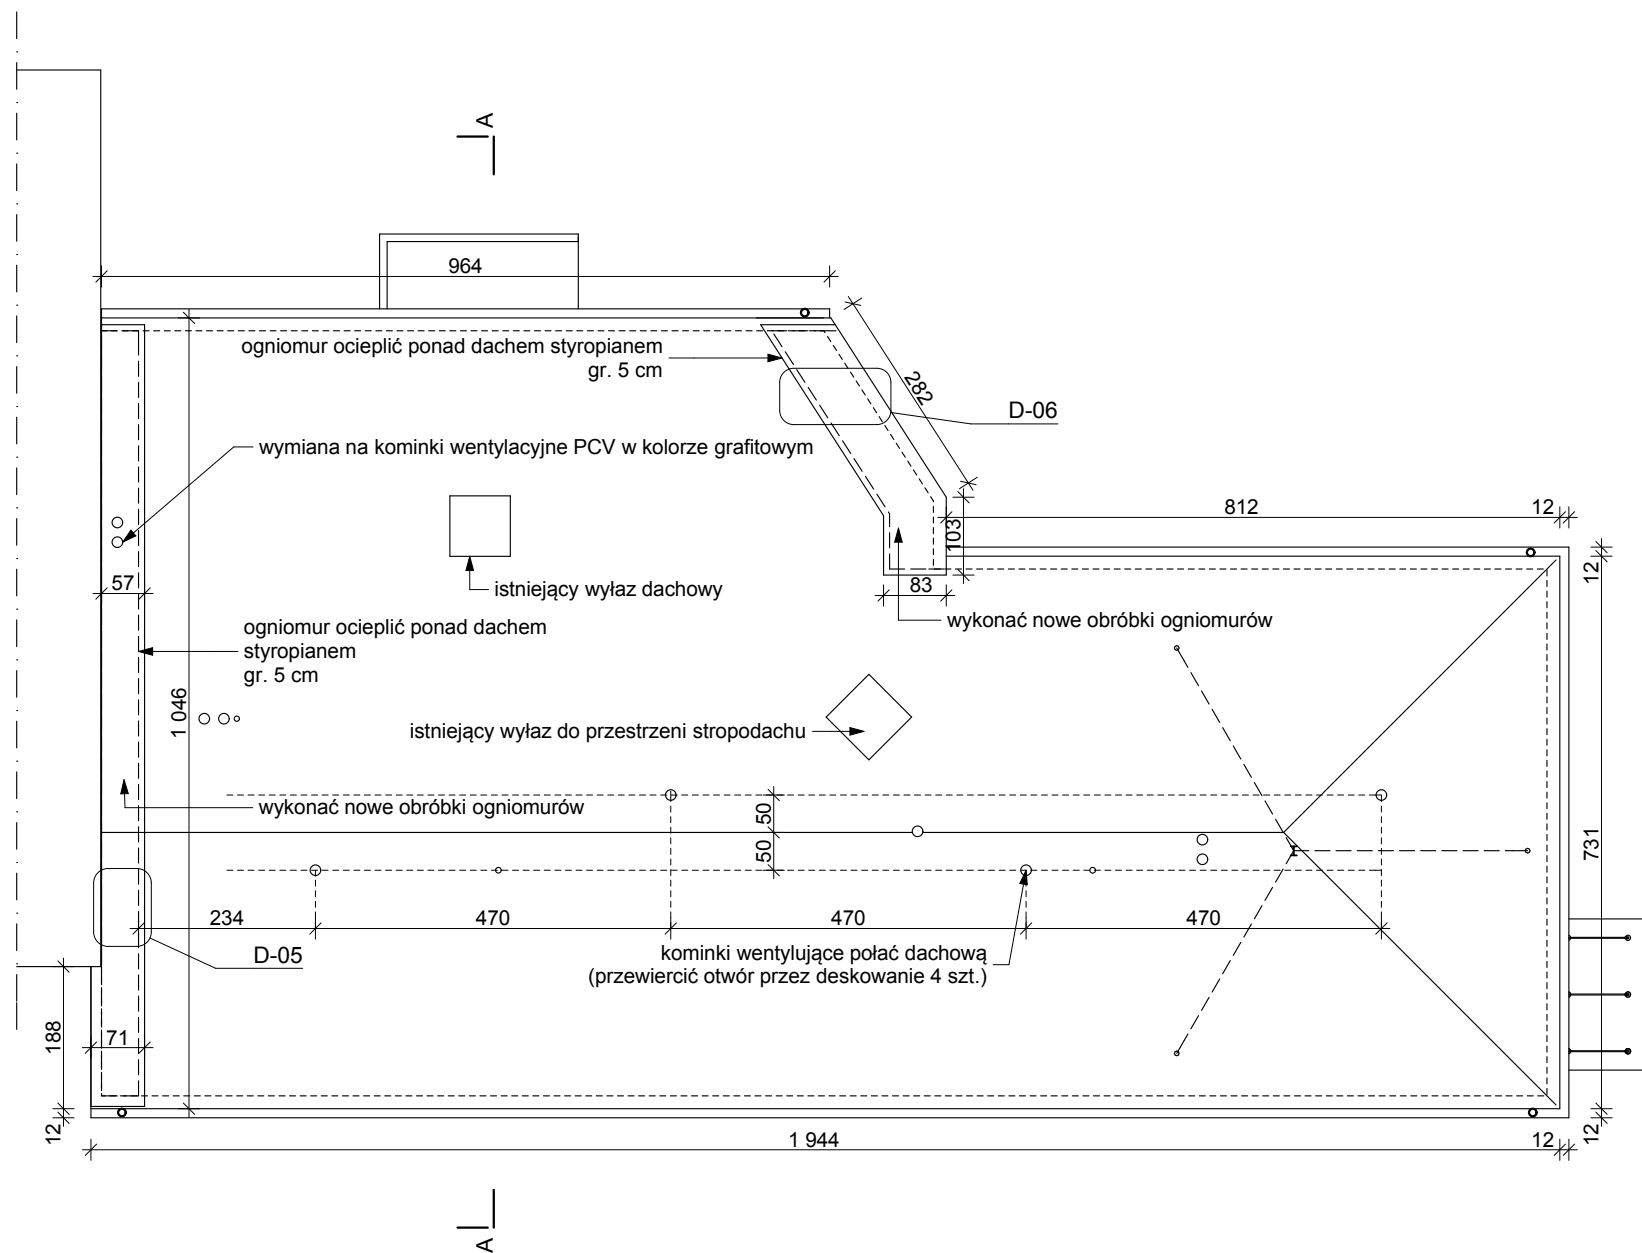 A
964
ogniomur ocieplić ponad dachem styropianem
gr. 5 cm
282
D-06
wymiana na kominki wentylacyjne PCV w kolorze grafitowym
812
12
103
12
57
istniejący wyłaz dachowy
83
wykonać nowe obróbki ogniomurów
ogniomur ocieplić ponad dachem
styropianem
gr. 5 cm
1 046
istniejący wyłaz do przestrzeni stropodachu
wykonać nowe obróbki ogniomurów
50
50
731
234
470
470
470
D-05
kominki wentylujące połać dachową
(przewiercić otwór przez deskowanie 4 szt.)
188
71
12
12
1 944
12
A